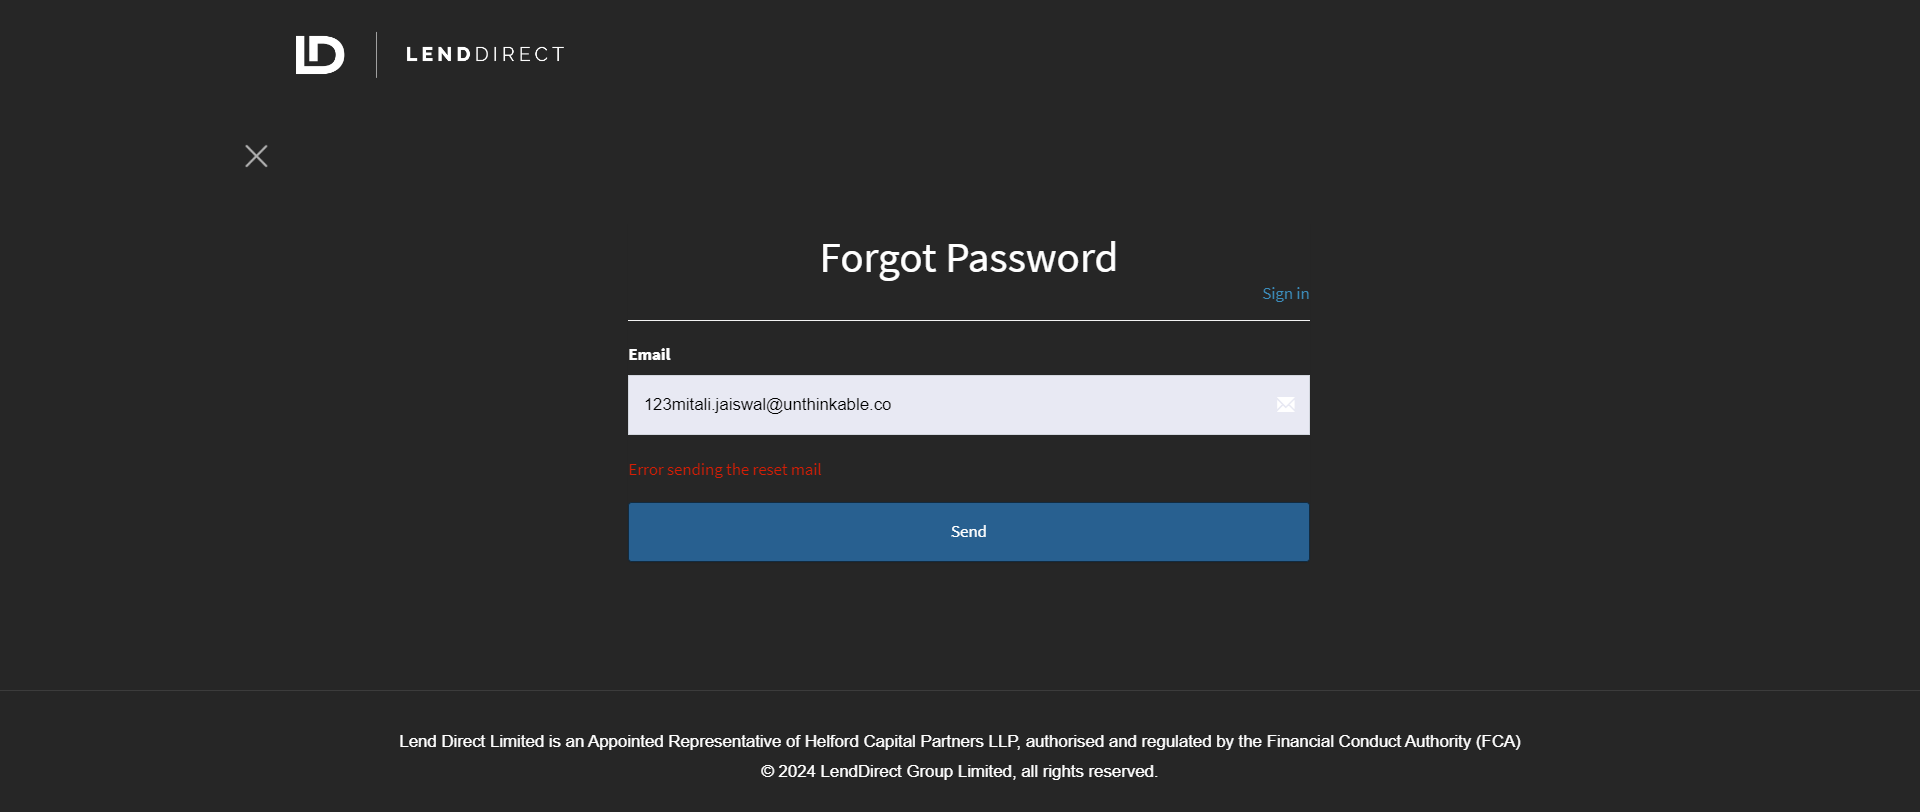 LENDDIRECT
Forgot Password
Sign in
Email
123mitali.jaiswal@unthinkable.co
Error sending the reset mail
Send
Lend Direct Limited is an Appointed Representative of Helford Capital Partners LLP, authorised and regulated by the Financial Conduct Authority (FCA)
© 2024 LendDirect Group Limited, all rights reserved.